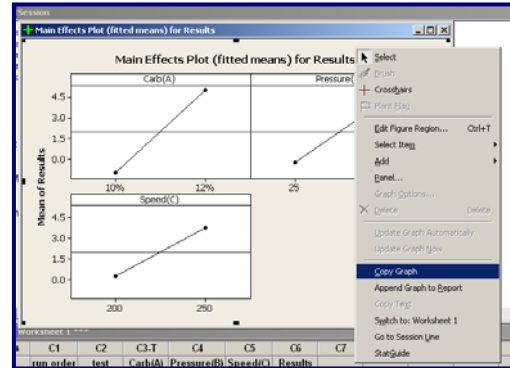 Session
Main Effects Plot (fitted means) for Results
Main Effects Plot (fitted means) for Results
Carb(A)
Pressure(
4.5
3.0
1.5
0.0
10%
12%
25
Speed(C)
4.5
3.0
1.5
0.0
200
250
Mean of Results
Select
Brush
Crosshairs
Plant Flag
Edit Figure Region... Ctrl+T
Select Item
Add
Panel...
Graph Options...
Delete Delete
Update Graph Automatically
Update Graph Now
Copy Graph
Append Graph to Report
Copy Text
Switch to: Worksheet 1
Go to Session Line
StatGuide
Worksheet 1 ***
C1 C2 C3-T C4 C5 C6 C7
run order test Carb(A) Pressure(B) Speed(C) Results